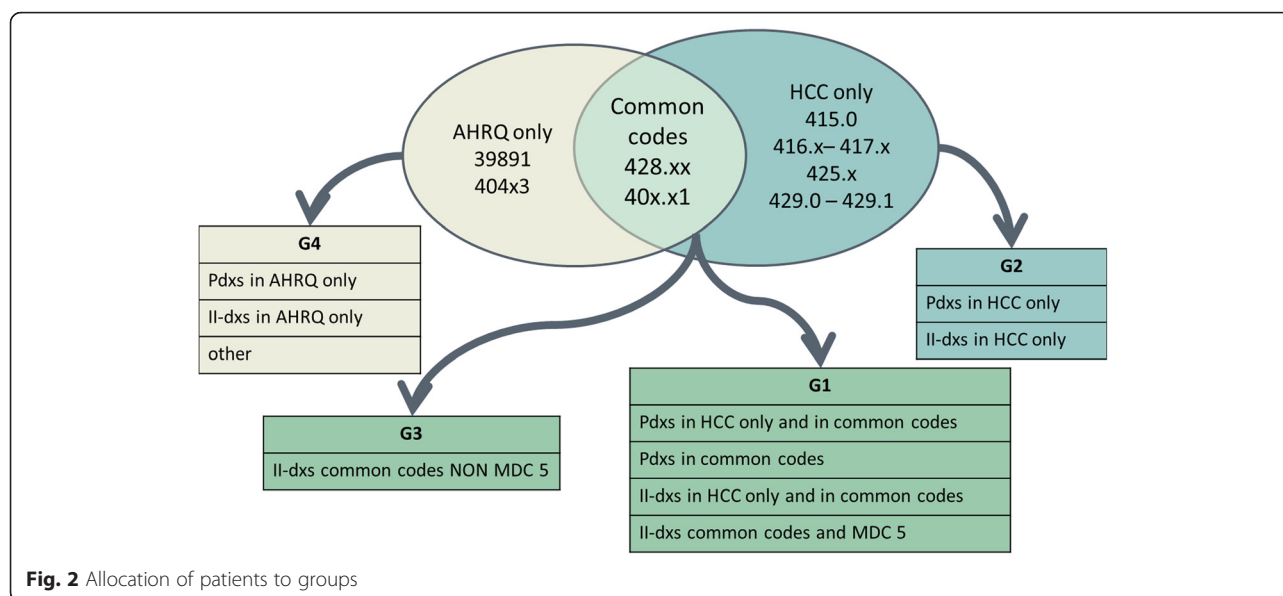 AHRQ only
39891
404x3
Common
codes
428.xx
40x.x1
HCC only
415.0
416.x– 417.x
425.x
429.0 – 429.1
G4
Pdxs in AHRQ only
II-dxs in AHRQ only
other
G2
Pdxs in HCC only
II-dxs in HCC only
G3
II-dxs common codes NON MDC 5
G1
Pdxs in HCC only and in common codes
Pdxs in common codes
II-dxs in HCC only and in common codes
II-dxs common codes and MDC 5
Fig. 2 Allocation of patients to groups